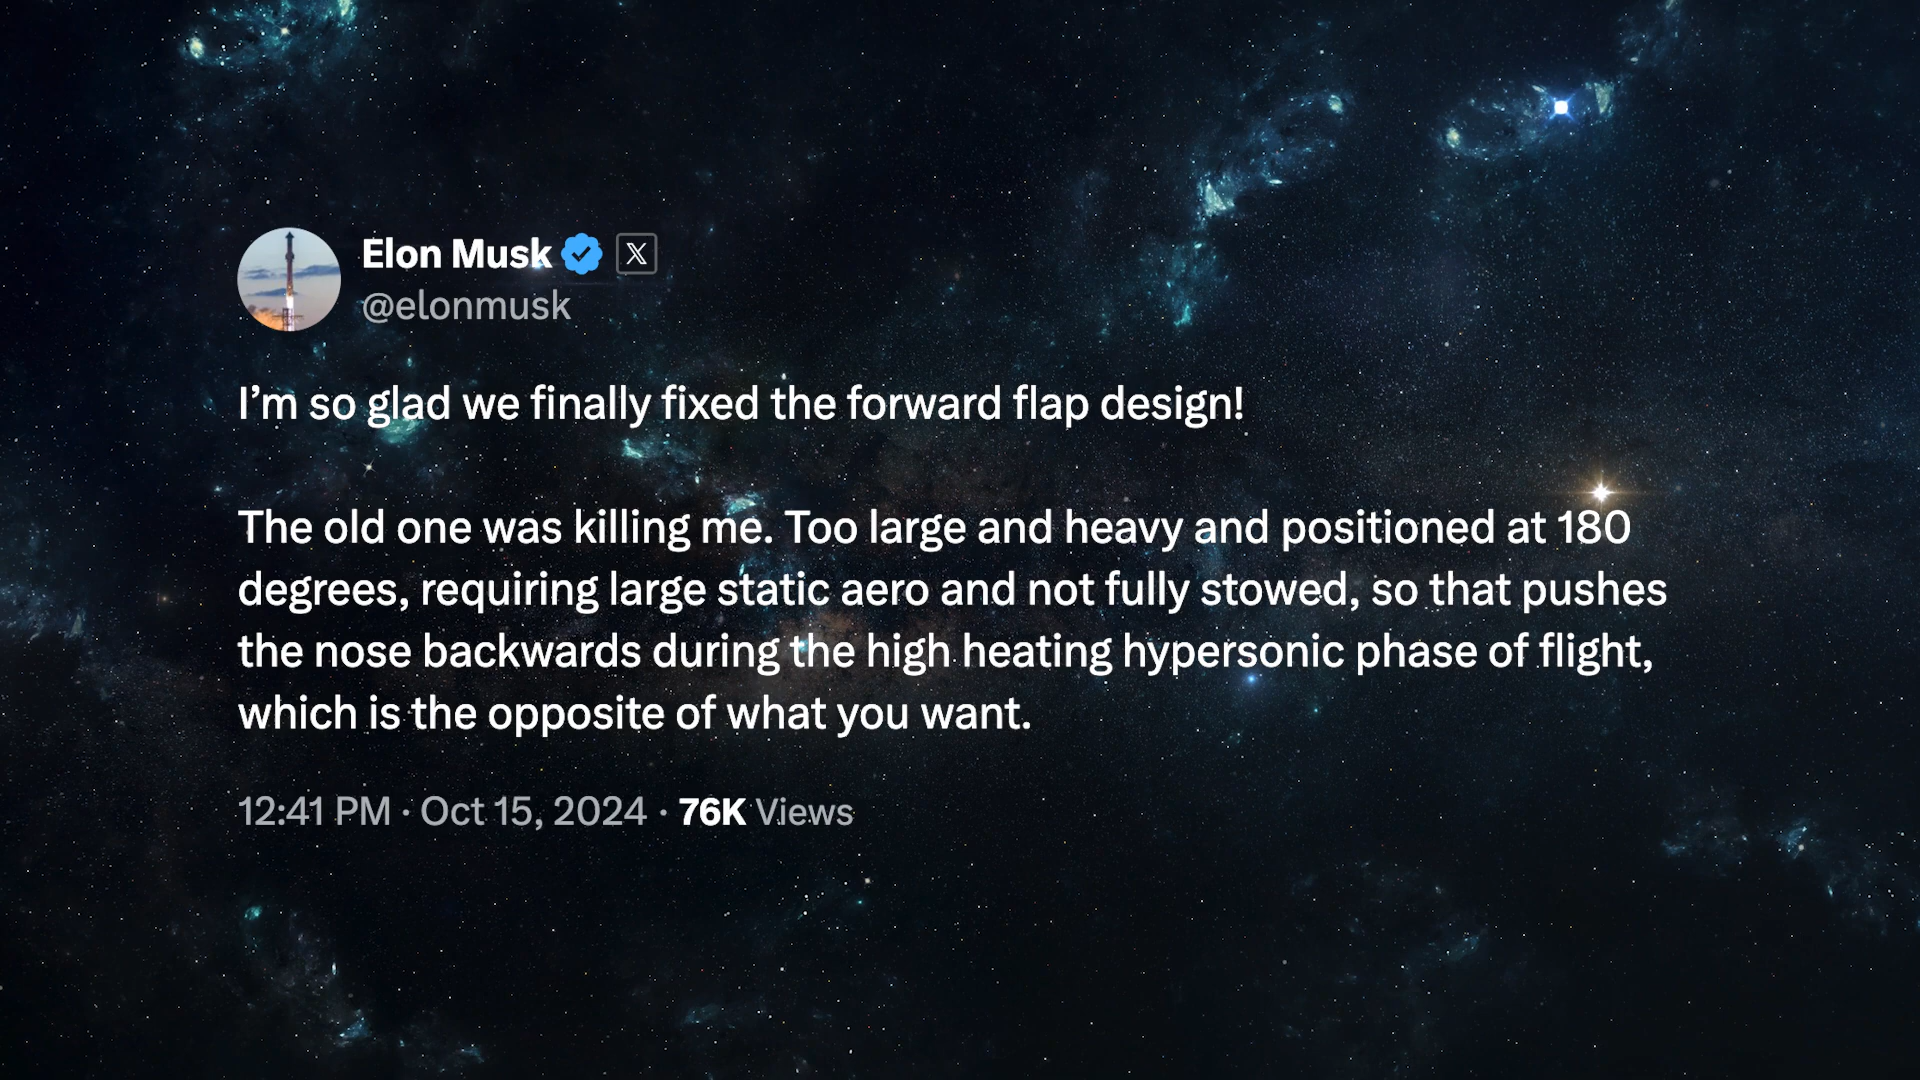 Elon Musk X
@elonmusk
I’m so glad we finally fixed the forward flap design!
The old one was killing me. Too large and heavy and positioned at 180
degrees, requiring large static aero and not fully stowed, so that pushes
the nose backwards during the high heating hypersonic phase of flight,
which is the opposite of what you want.
12:41 PM · Oct 15, 2024 · 76K Views